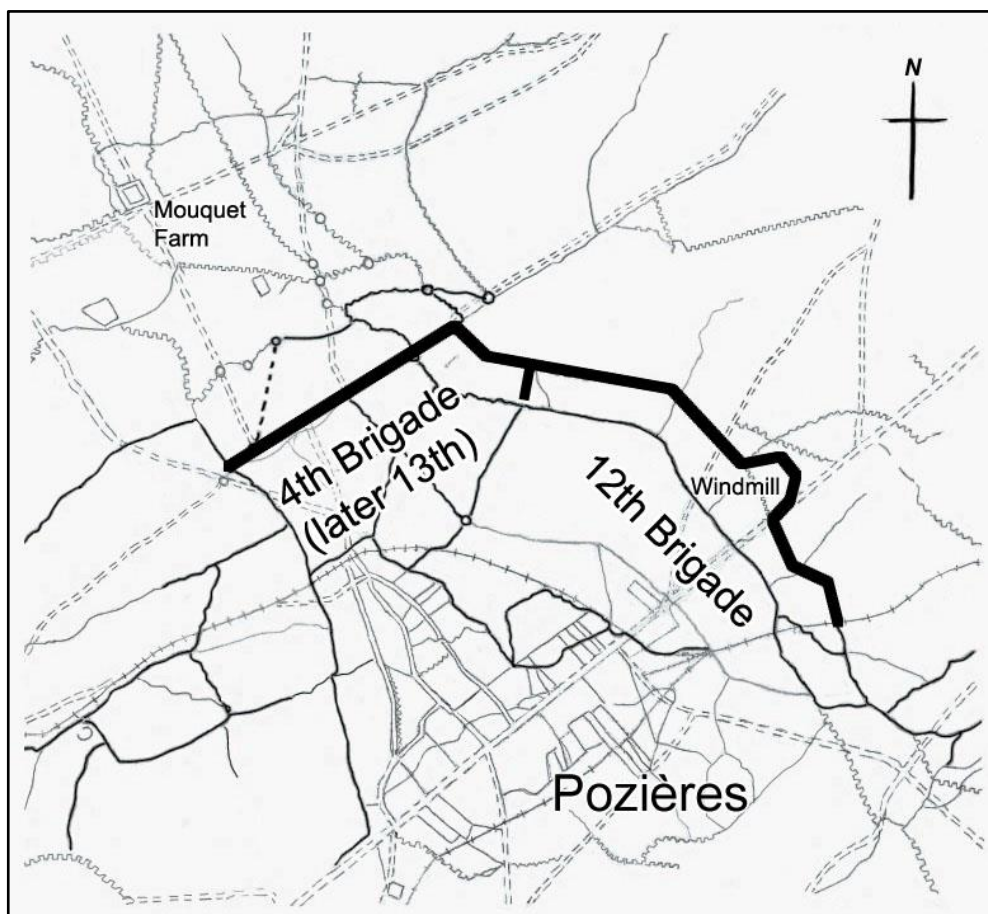 N
Mouquet
Farm
4th Brigade
(later 13th)
Windmill
12th Brigade
Pozières